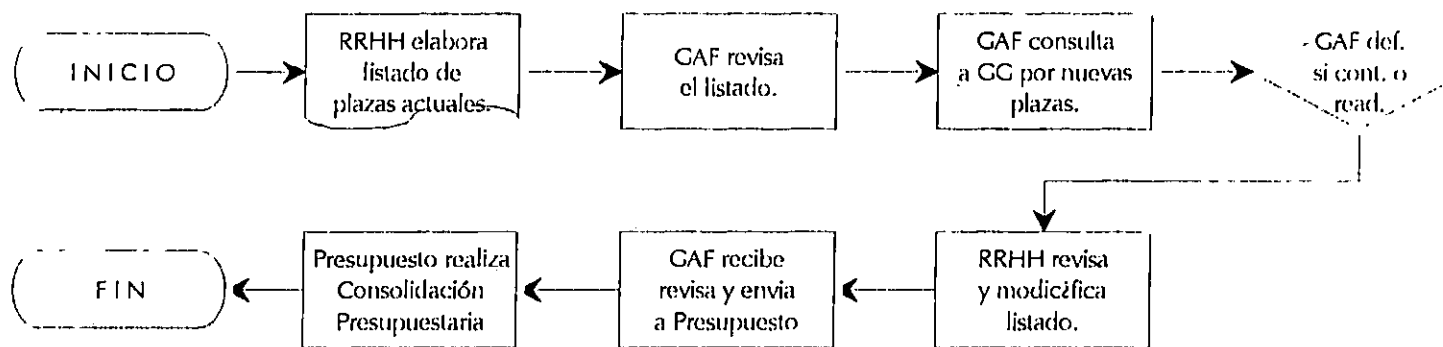 INICIO
RRHH elabora
listado de
plazas actuales.
GAF revisa
el listado.
GAF consulta
a GG por nuevas
plazas.
GAF def.
si cont. o
read.
RRHH revisa
y modicífica
listado.
GAF recibe
revisa y envia
a Presupuesto
Presupuesto realiza
Consolidación
Presupuestaria
FIN